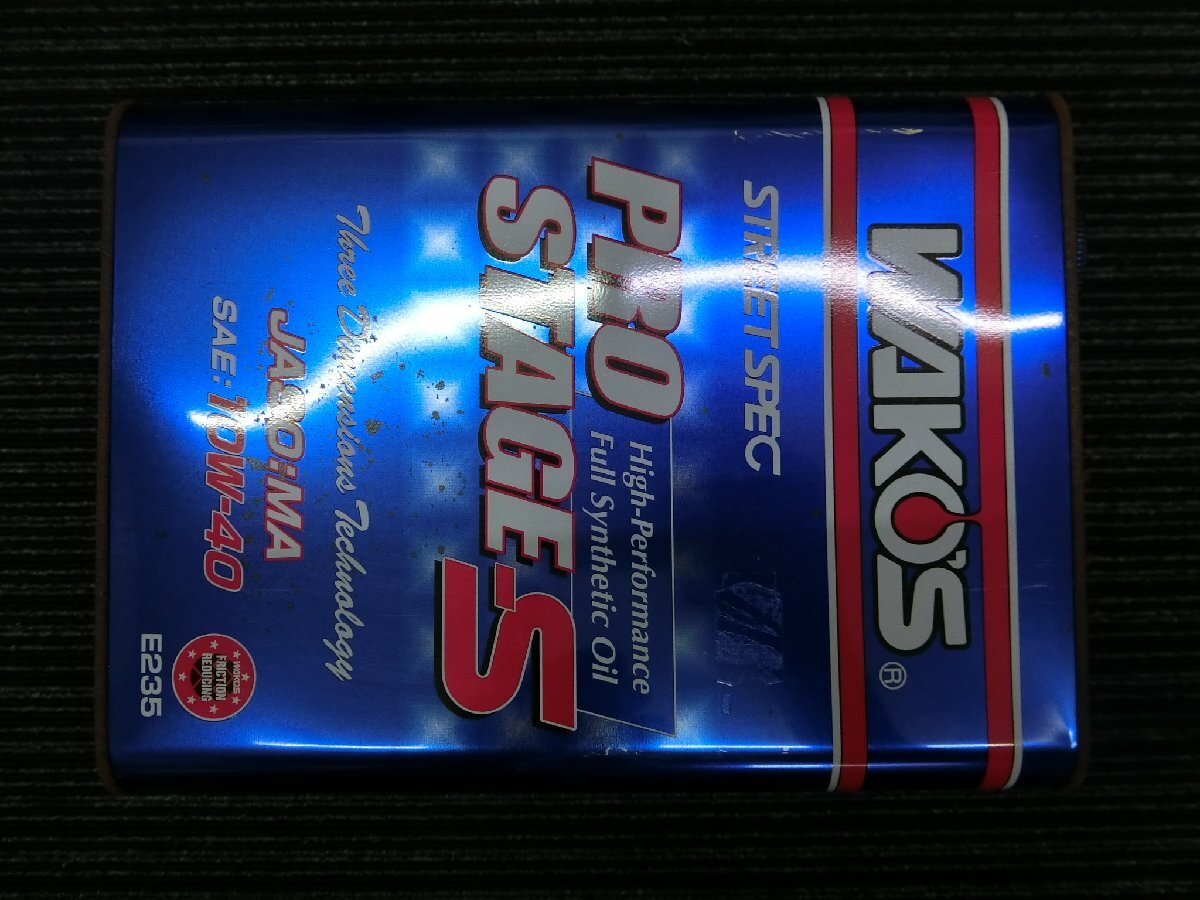 WAKO'S®
STREET SPEC
PRO
STAGE-S
High-Performance
Full Synthetic Oil
Three Dimensions Technology
JASO:MA
SAE:10W-40
WAKO'S
FRICTION
REDUCING
E235